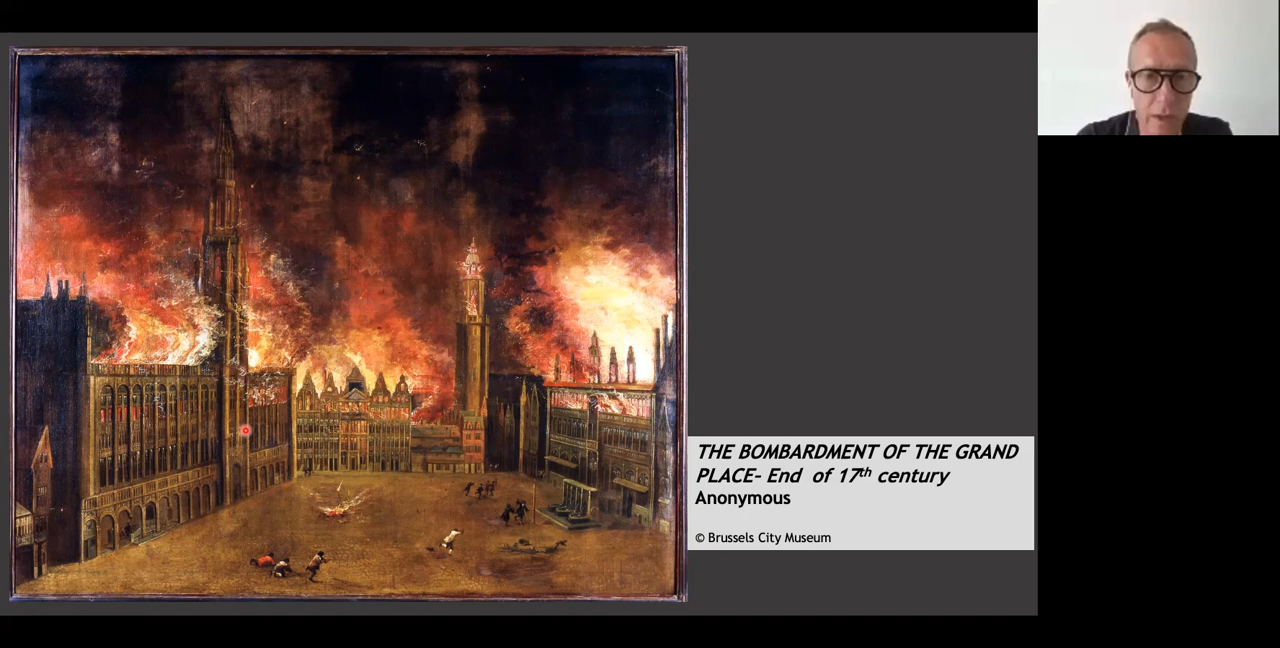 THE BOMBARDMENT OF THE GRAND
PLACE- End of 17th century
Anonymous
© Brussels City Museum